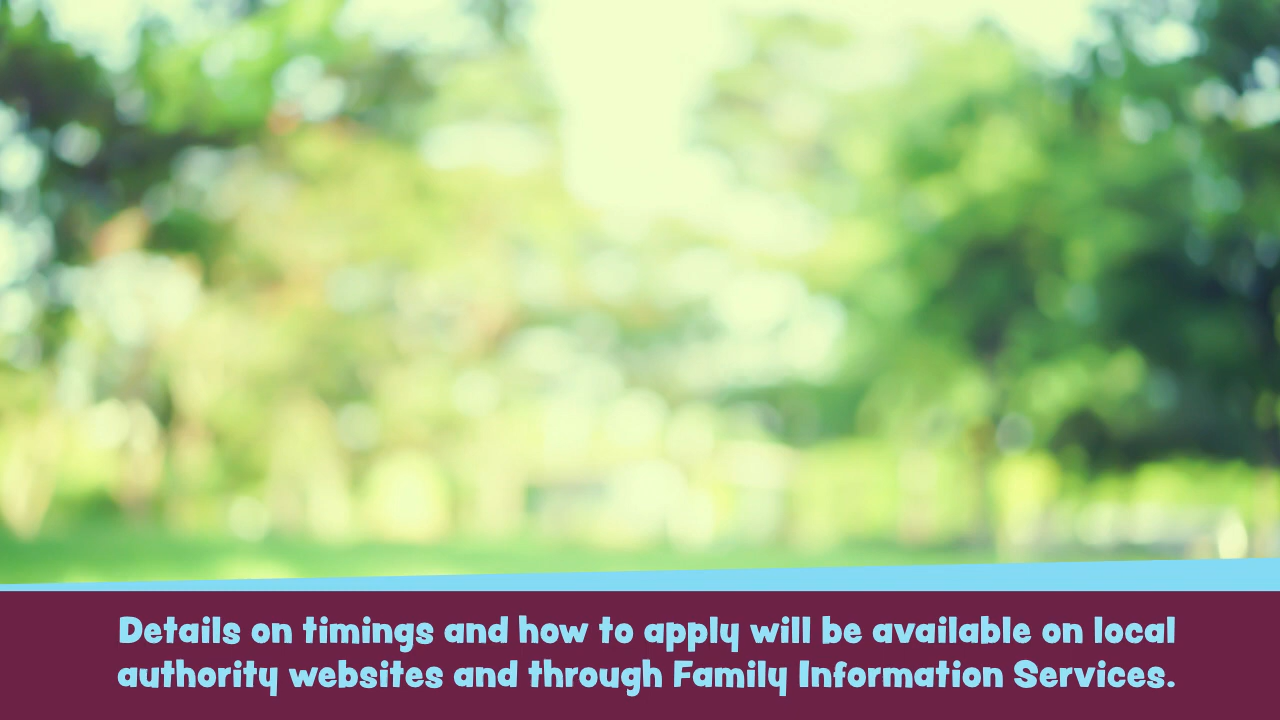 Details on timings and how to apply will be available on local
authority websites and through Family Information Services.